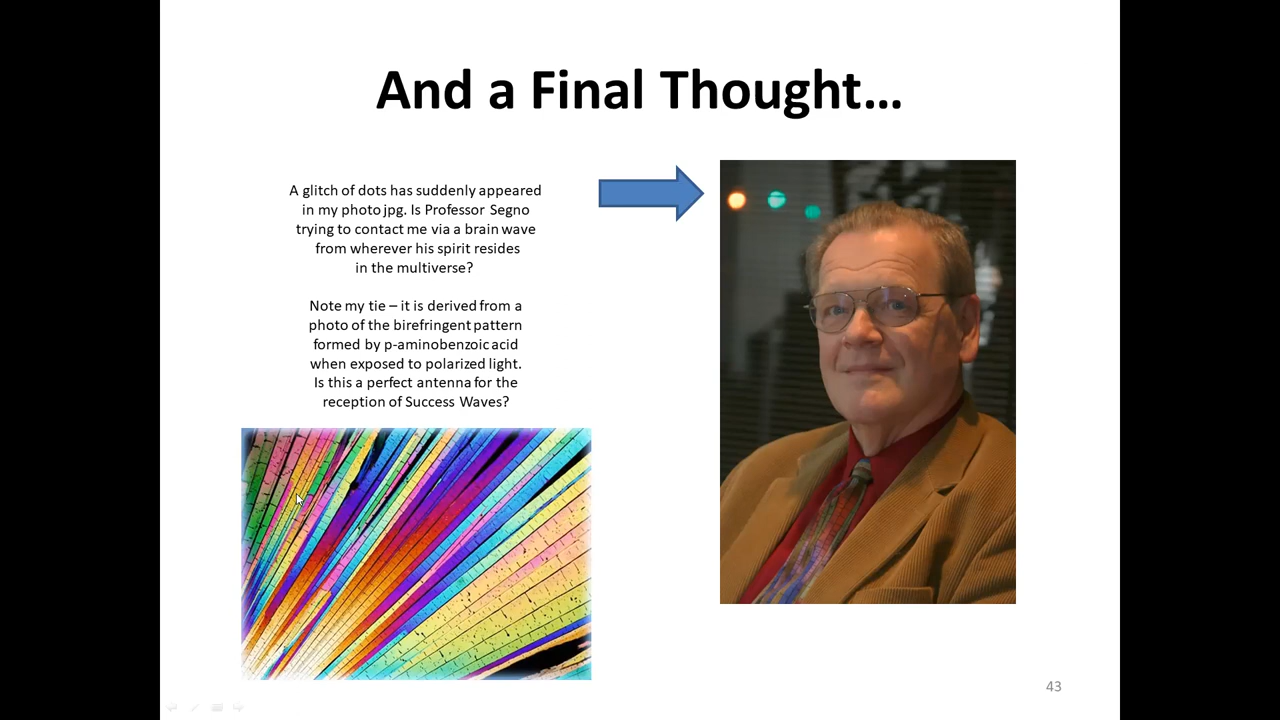 And a Final Thought...
A glitch of dots has suddenly appeared
in my photo jpg. Is Professor Segno
trying to contact me via a brain wave
from wherever his spirit resides
in the multiverse?
Note my tie – it is derived from a
photo of the birefringent pattern
formed by p-aminobenzoic acid
when exposed to polarized light.
Is this a perfect antenna for the
reception of Success Waves?
43